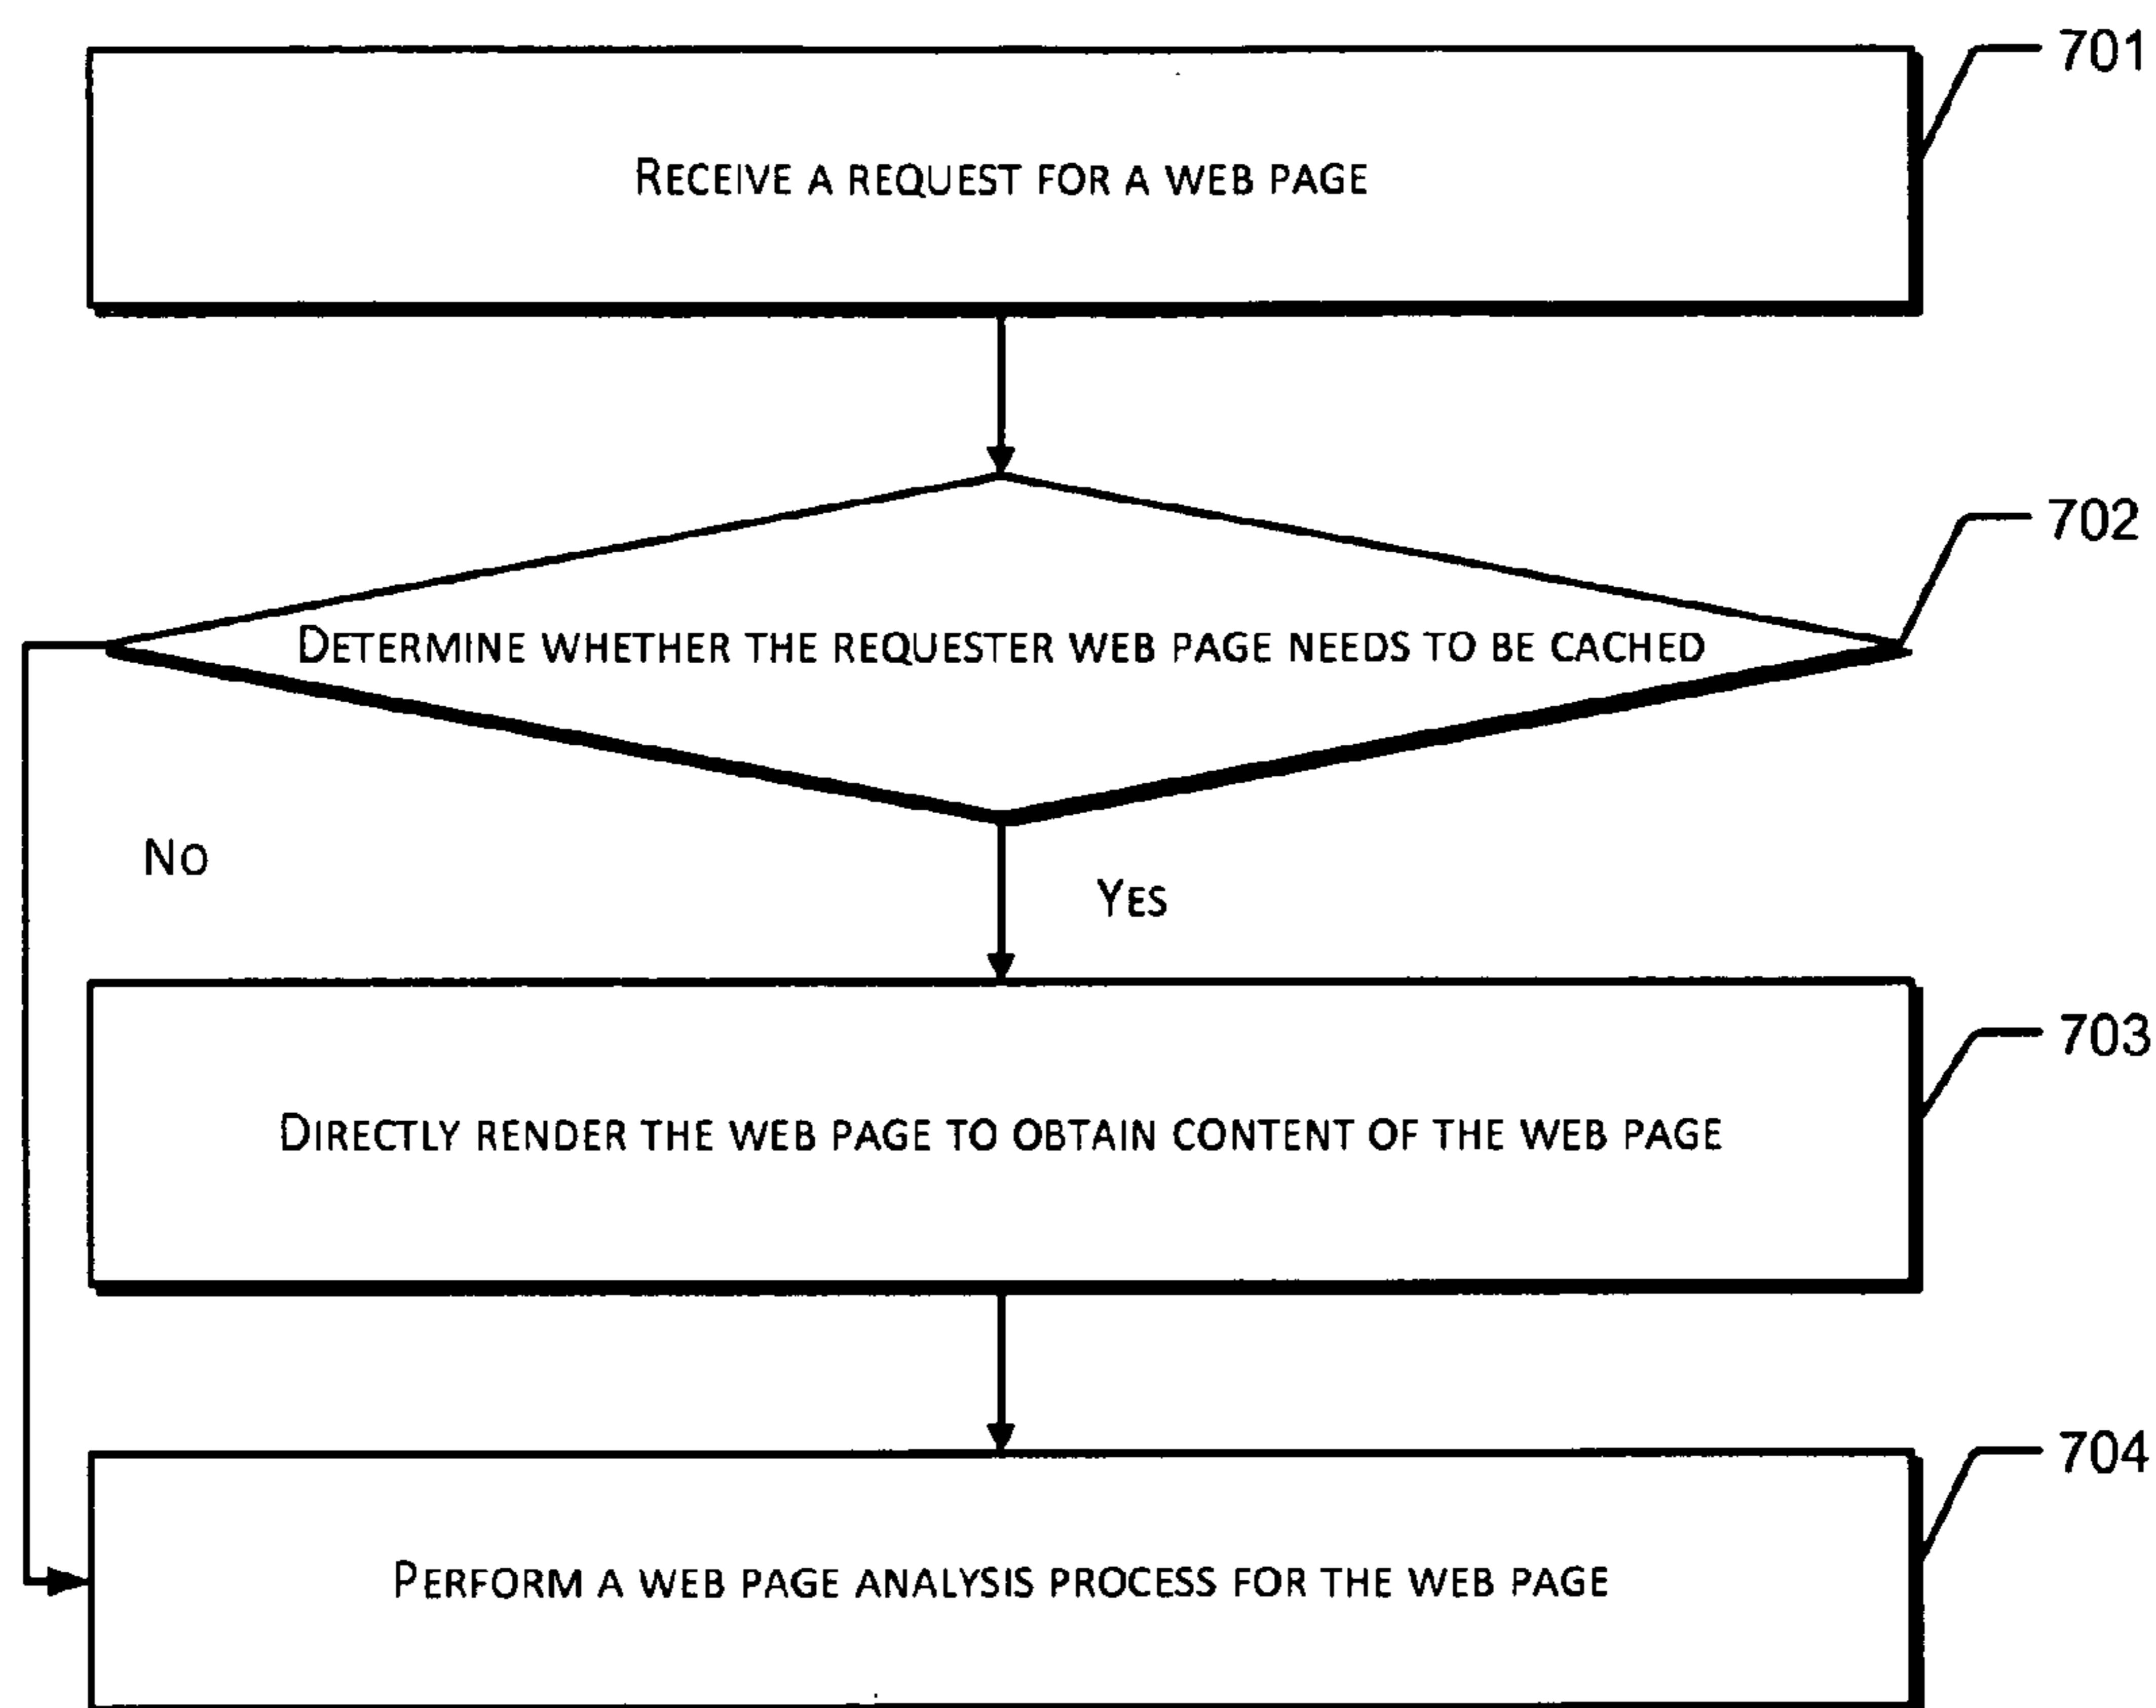 701
RECEIVE A REQUEST FOR A WEB PAGE
702
DETERMINE WHETHER THE REQUESTER WEB PAGE NEEDS TO BE CACHED
NO
YES
703
DIRECTLY RENDER THE WEB PAGE TO OBTAIN CONTENT OF THE WEB PAGE
704
PERFORM A WEB PAGE ANALYSIS PROCESS FOR THE WEB PAGE